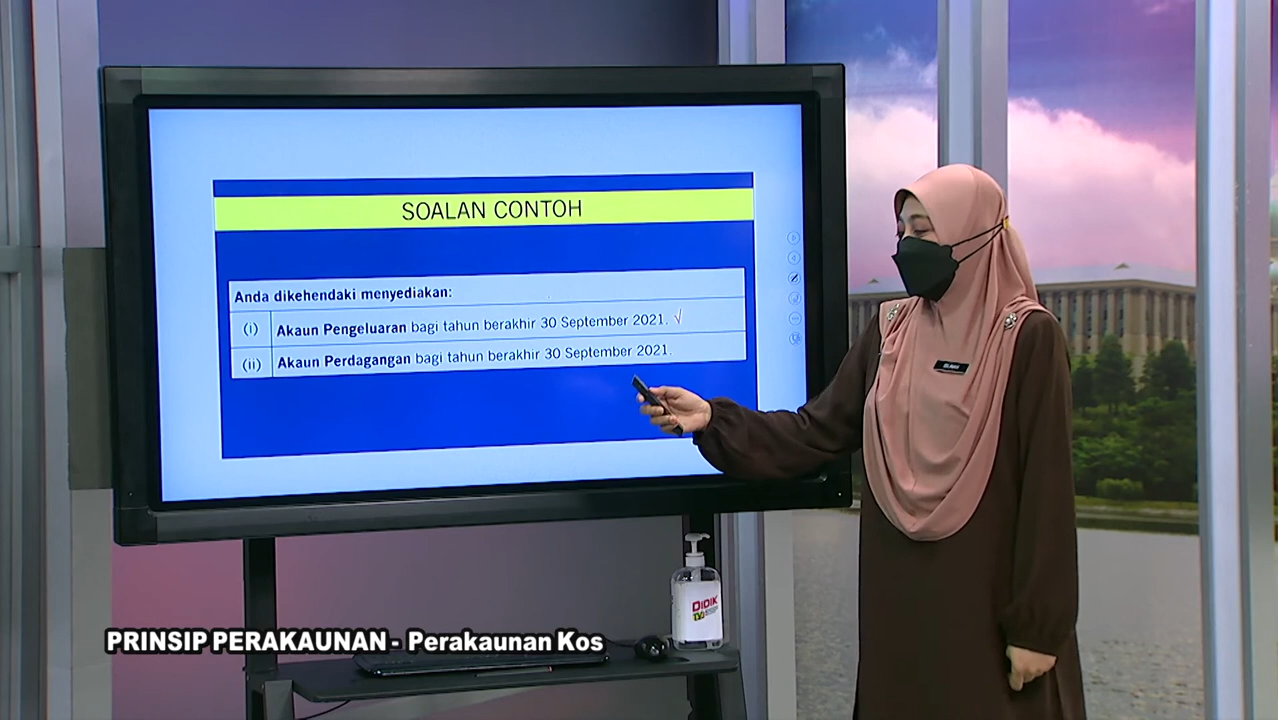 SOALAN CONTOH
Anda dikehendaki menyediakan:
(i) Akaun Pengeluaran bagi tahun berakhir 30 September 2021. √
(ii) Akaun Perdagangan bagi tahun berakhir 30 September 2021.
DIDIK
TV
PRINSIP PERAKAUNAN - Perakaunan Kos